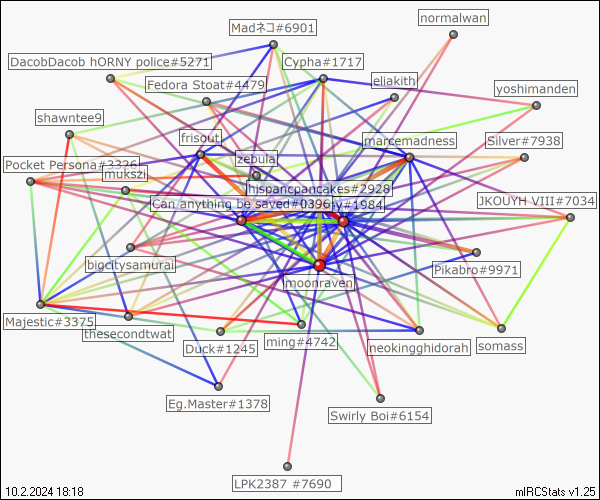 normalwan
Madネコ#6901
DacobDacob hORNY police#5271
Cypha#1717
Fedora Stoat#4479
eliakith
yoshimanden
shawntee9
frisout
marcemadness
Silver#7938
zebula
Pocket Persona#3326
mukszi
hispancpancakes#2928
Can anything be saved#0396
y#1984
JKOUYH VIII#7034
bigcitysamurai
moonraven
Pikabro#9971
Majestic#3375
thesecondtwat
Duck#1245
ming#4742
neokingghidorah
somass
Eg.Master#1378
Swirly Boi#6154
LPK2387 #7690
10.2.2024 18:18
mIRCStats v1.25